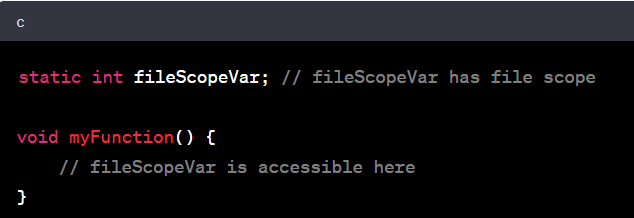 c
static int fileScopeVar; // fileScopeVar has file scope
void myFunction() {
    // fileScopeVar is accessible here
}